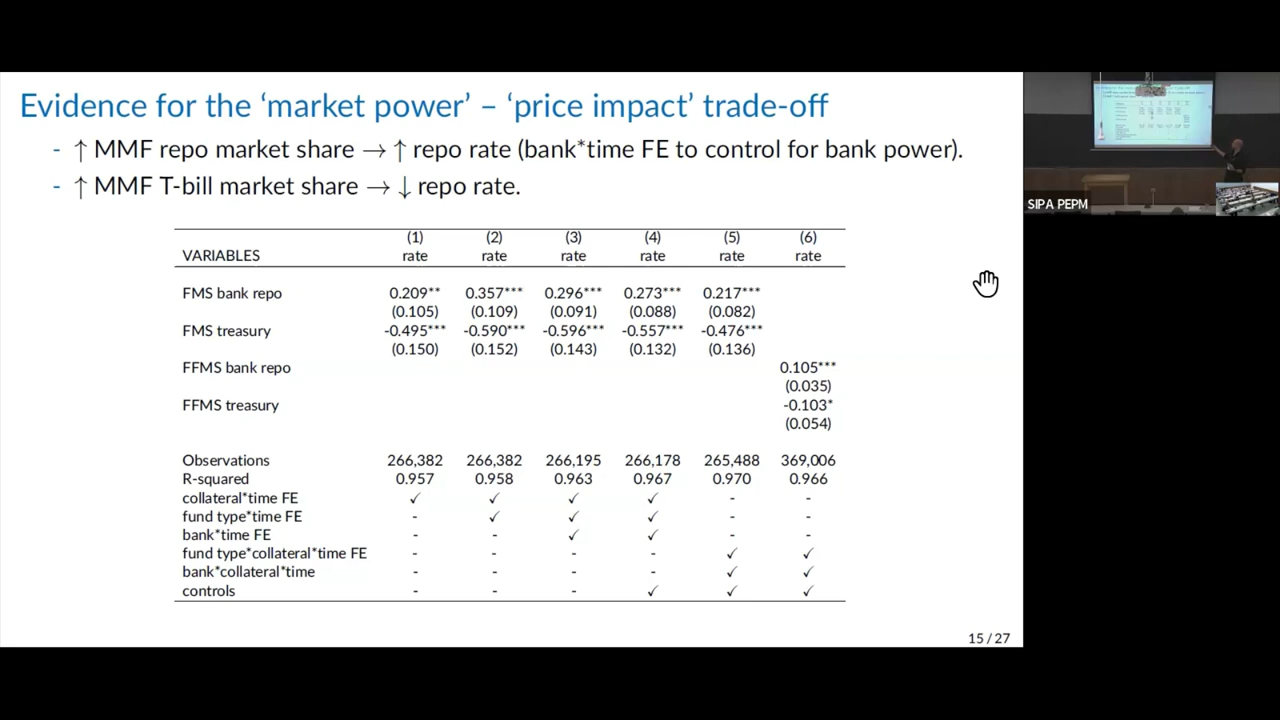 Evidence for the ‘market power’ – ‘price impact’ trade-off
- ↑ MMF repo market share → ↑ repo rate (bank*time FE to control for bank power).
- ↑ MMF T-bill market share → ↓ repo rate.
(1) (2) (3) (4) (5) (6)
VARIABLES rate rate rate rate rate rate
FMS bank repo 0.209** 0.357*** 0.296*** 0.273*** 0.217***
(0.105) (0.109) (0.091) (0.088) (0.082)
FMS treasury -0.495*** -0.590*** -0.596*** -0.557*** -0.476***
(0.150) (0.152) (0.143) (0.132) (0.136)
FFMS bank repo 0.105***
(0.035)
FFMS treasury -0.103*
(0.054)
Observations 266,382 266,382 266,195 266,178 265,488 369,006
R-squared 0.957 0.958 0.963 0.967 0.970 0.966
collateral*time FE ✓ ✓ ✓ ✓ - -
fund type*time FE - ✓ ✓ ✓ - -
bank*time FE - - ✓ ✓ - -
fund type*collateral*time FE - - - - ✓ ✓
bank*collateral*time - - - - ✓ ✓
controls - - - ✓ ✓ ✓
15 / 27
SIPA PEPM